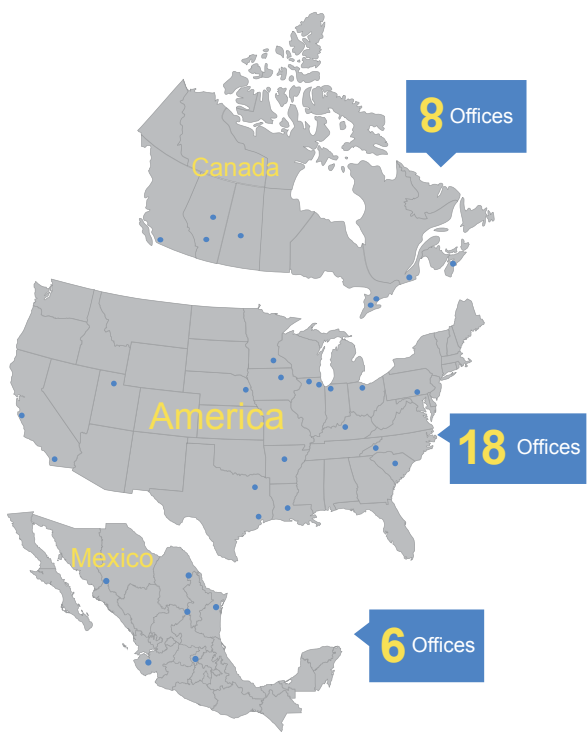 8 Offices
Canada
America
18 Offices
Mexico
6 Offices